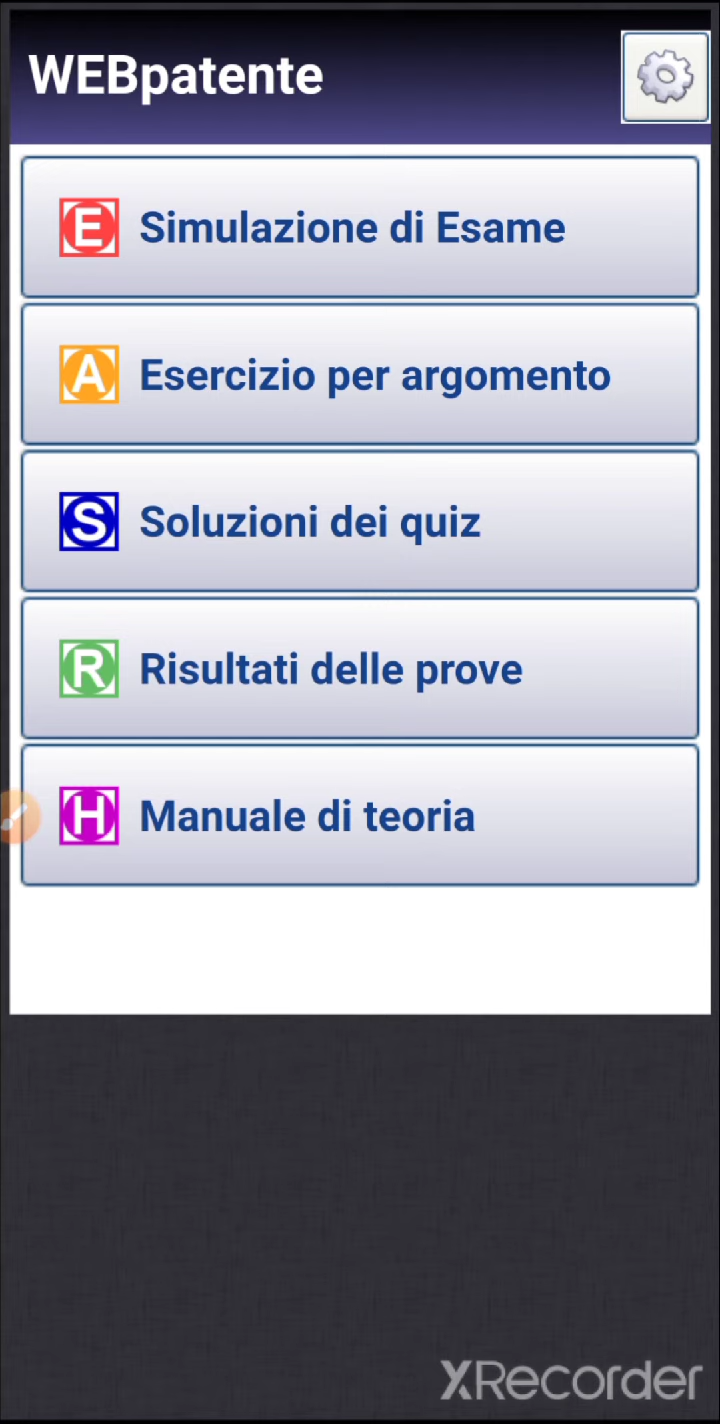 WEBpatente
E Simulazione di Esame
A Esercizio per argomento
S Soluzioni dei quiz
R Risultati delle prove
H Manuale di teoria
XRecorder